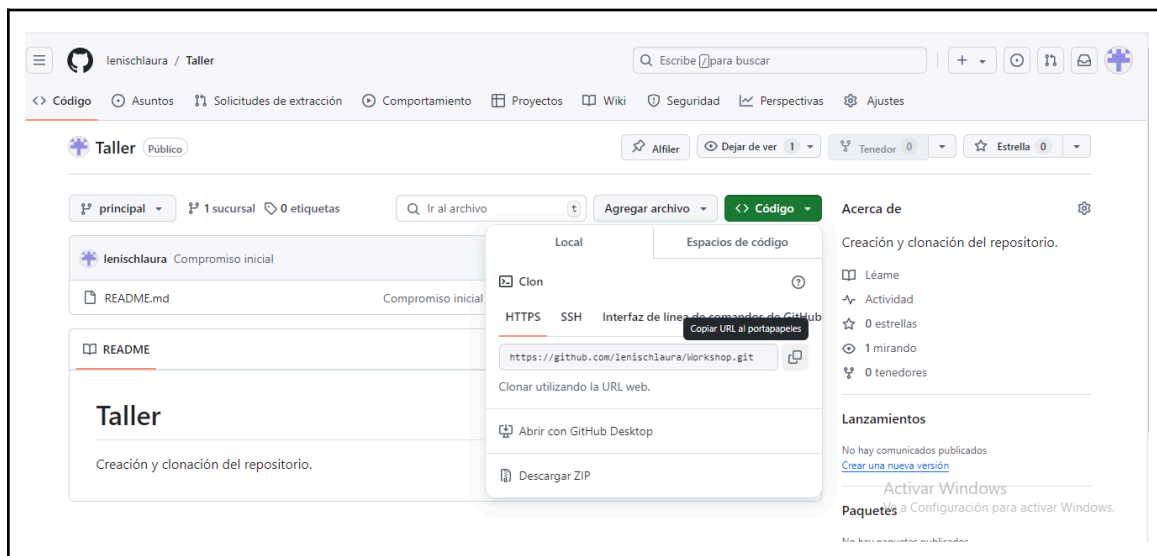 lenischlaura / Taller
Escribe / para buscar
Código Asuntos Solicitudes de extracción Comportamiento Proyectos Wiki Seguridad Perspectivas Ajustes
Taller Público
Alfiler Dejar de ver 1 Tenedor 0 Estrella 0
principal 1 sucursal 0 etiquetas
Ir al archivo t Agregar archivo <> Código
lenischlaura Compromiso inicial
README.md Compromiso inicial
README
Taller
Creación y clonación del repositorio.
Local Espacios de código
Clon
HTTPS SSH Interfaz de línea de comandos de GitHub
Copiar URL al portapapeles
https://github.com/lenischlaura/Workshop.git
Clonar utilizando la URL web.
Abrir con GitHub Desktop
Descargar ZIP
Acerca de
Creación y clonación del repositorio.
Léame
Actividad
0 estrellas
1 mirando
0 tenedores
Lanzamientos
No hay comunicados publicados
Crear una nueva versión
Activar Windows
Ve a Configuración para activar Windows.
Paquetes
No hay paquetes publicados